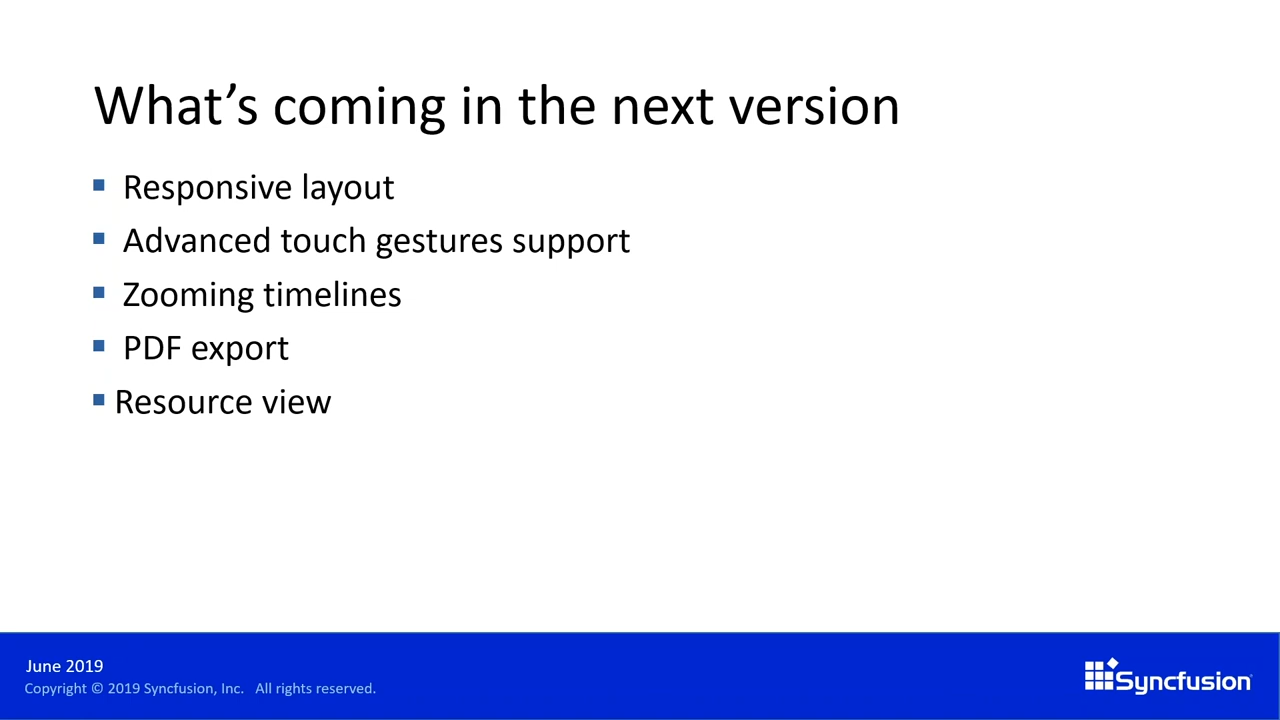 What’s coming in the next version
Responsive layout
Advanced touch gestures support
Zooming timelines
PDF export
Resource view
June 2019
Copyright © 2019 Syncfusion, Inc. All rights reserved.
Syncfusion